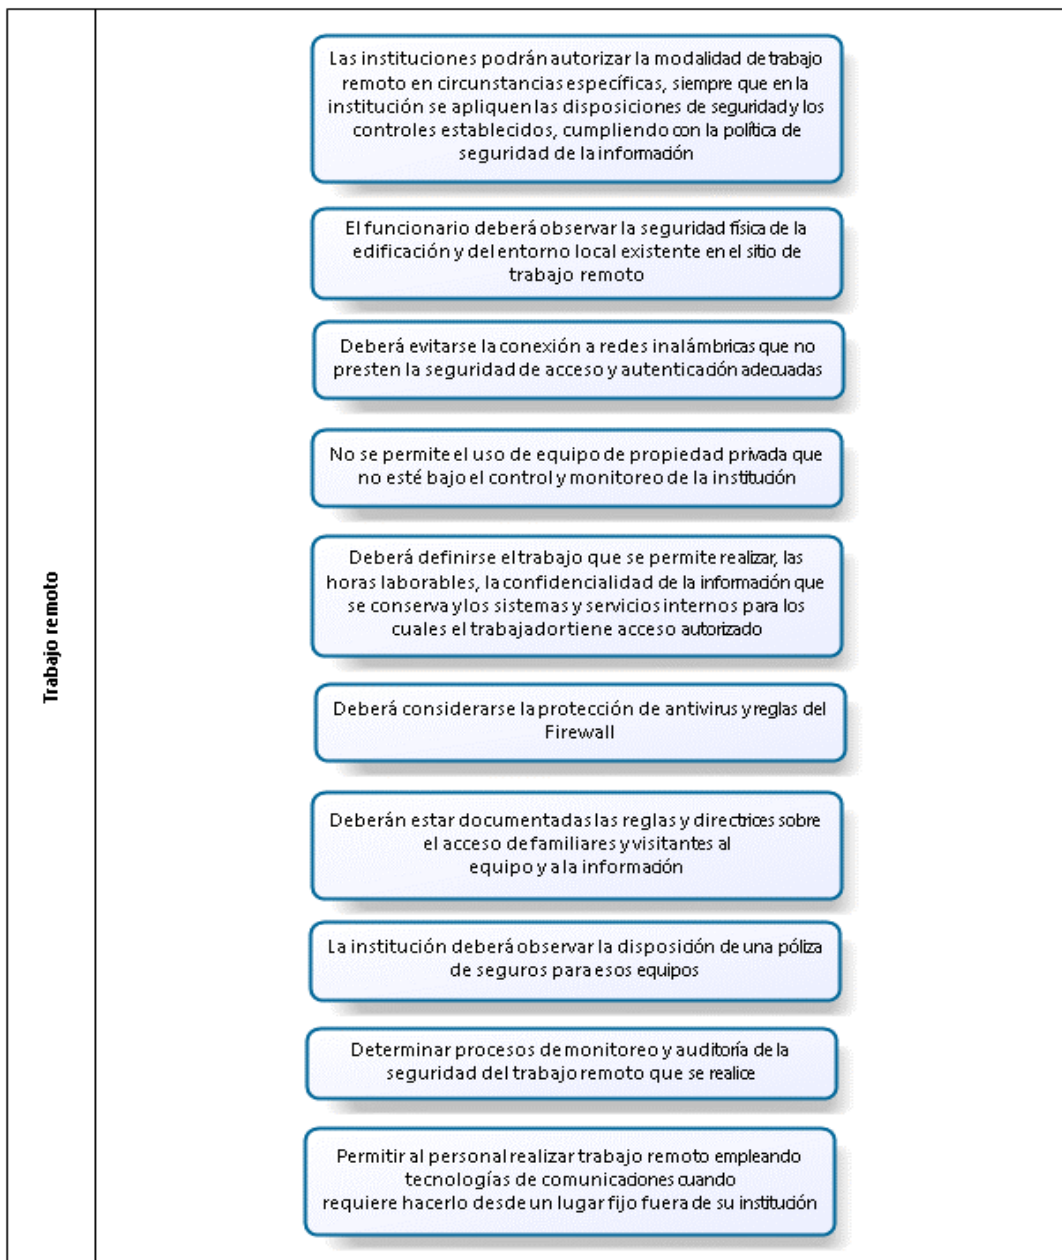 Trabajo remoto
Las instituciones podrán autorizar la modalidad de trabajo
remoto en circunstancias específicas, siempre que en la
institución se apliquen las disposiciones de seguridad y los
controles establecidos, cumpliendo con la política de
seguridad de la información
El funcionario deberá observar la seguridad física de la
edificación y del entorno local existente en el sitio de
trabajo remoto
Deberá evitarse la conexión a redes inalámbricas que no
presten la seguridad de acceso y autenticación adecuadas
No se permite el uso de equipo de propiedad privada que
no esté bajo el control y monitoreo de la institución
Deberá definirse el trabajo que se permite realizar, las
horas laborables, la confidencialidad de la información que
se conserva y los sistemas y servicios internos para los
cuales el trabajador tiene acceso autorizado
Deberá considerarse la protección de antivirus y reglas del
Firewall
Deberán estar documentadas las reglas y directrices sobre
el acceso de familiares y visitantes al
equipo y a la información
La institución deberá observar la disposición de una póliza
de seguros para esos equipos
Determinar procesos de monitoreo y auditoría de la
seguridad del trabajo remoto que se realice
Permitir al personal realizar trabajo remoto empleando
tecnologías de comunicaciones cuando
requiere hacerlo desde un lugar fijo fuera de su institución